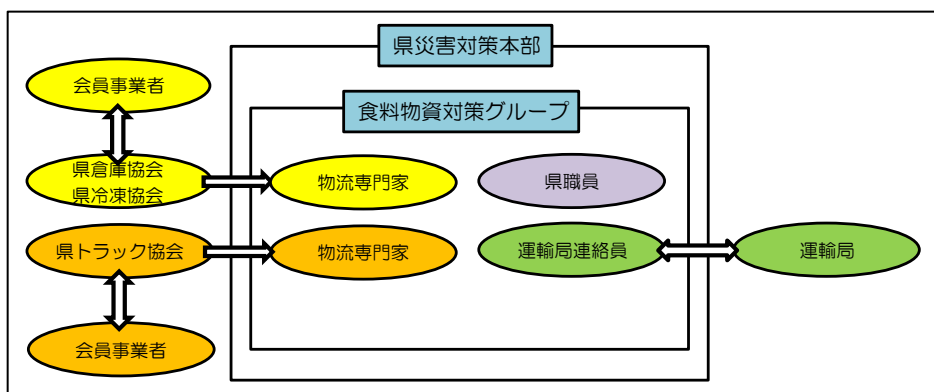 県災害対策本部
会員事業者
食料物資対策グループ
県倉庫協会
県冷凍協会
物流専門家
県職員
県トラック協会
物流専門家
運輸局連絡員
運輸局
会員事業者